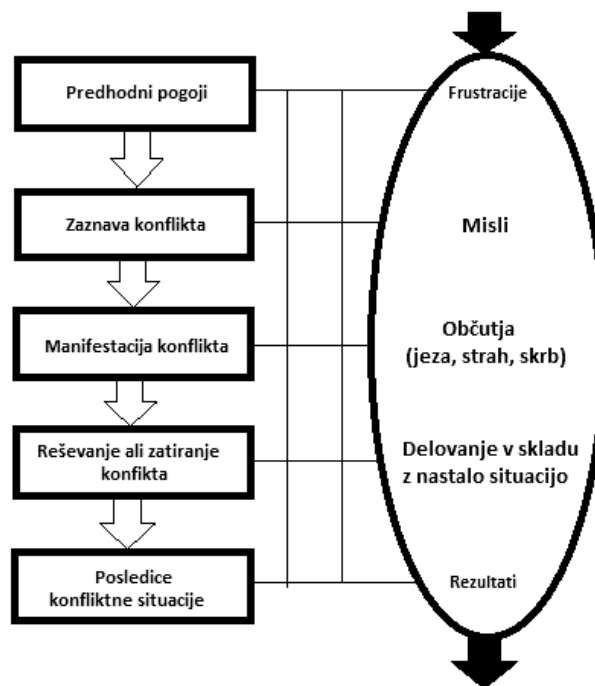 Predhodni pogoji
Frustracije
Zaznava konflikta
Misli
Manifestacija konflikta
Občutja
(jeza, strah, skrb)
Reševanje ali zatiranje
konfikta
Delovanje v skladu
z nastalo situacijo
Posledice
konfliktne situacije
Rezultati